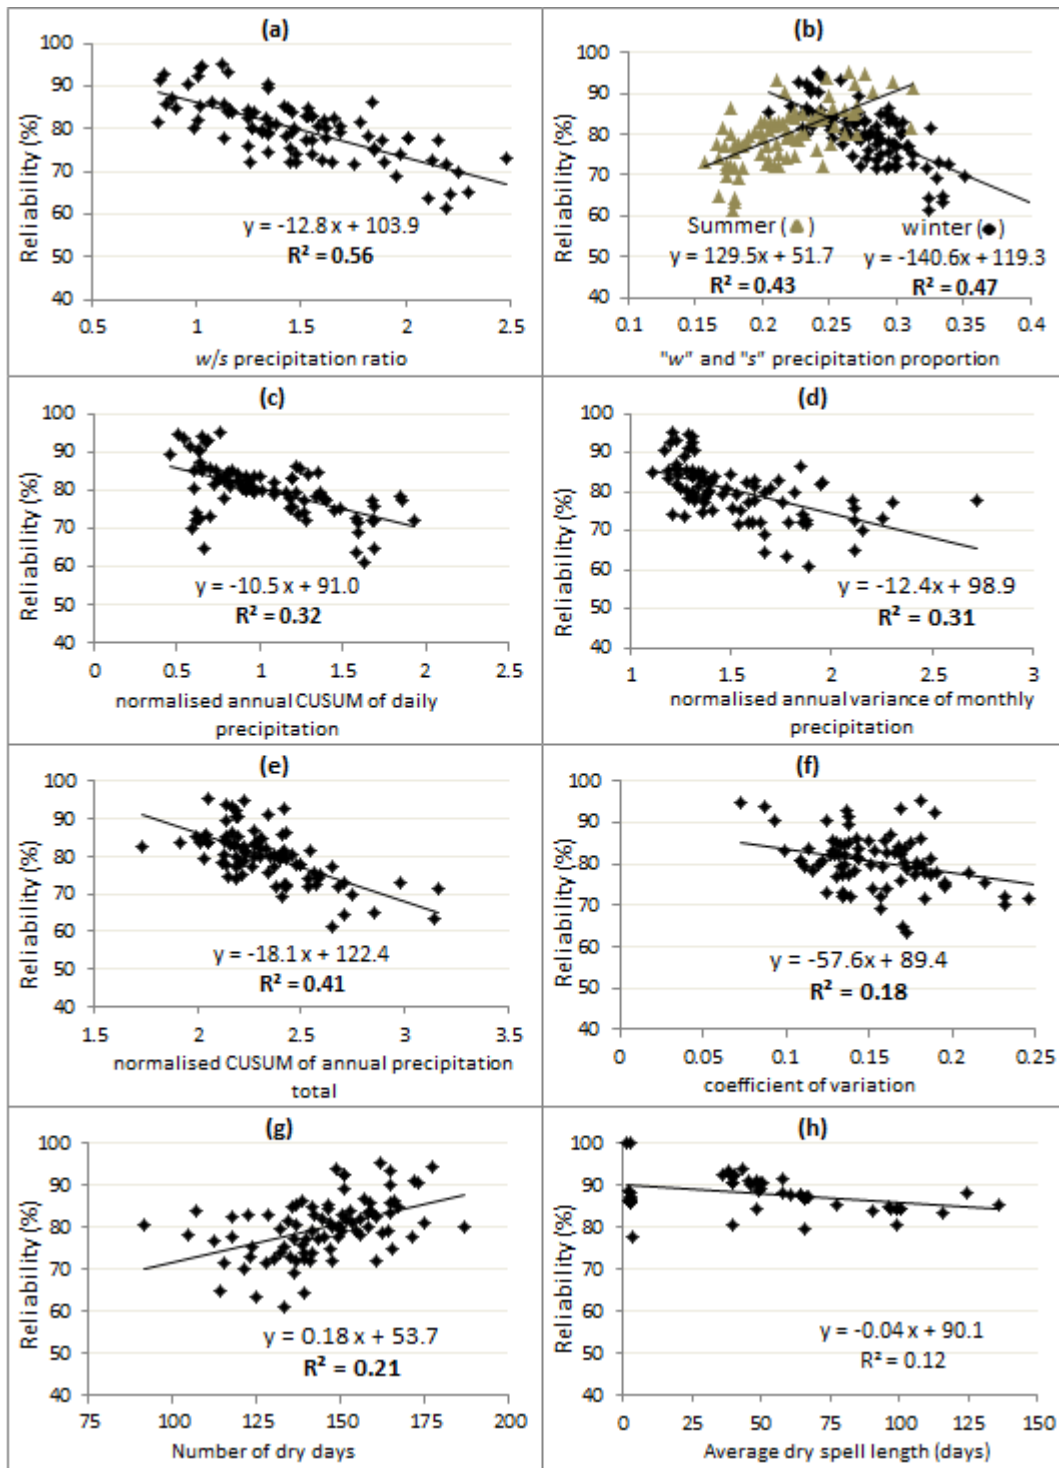 (a)
100
90
80
70
60
50
40
Reliability (%)
y = -12.8x + 103.9
R² = 0.56
0.5 1 1.5 2 2.5
w/s precipitation ratio
(b)
100
90
80
70
60
50
40
Reliability (%)
Summer (▲) winter (◆)
y = 129.5x + 51.7 y = -140.6x + 119.3
R² = 0.43 R² = 0.47
0.1 0.15 0.2 0.25 0.3 0.35 0.4
"w" and "s" precipitation proportion
(c)
100
90
80
70
60
50
40
Reliability (%)
y = -10.5x + 91.0
R² = 0.32
0 0.5 1 1.5 2 2.5
normalised annual CUSUM of daily
precipitation
(d)
100
90
80
70
60
50
40
Reliability (%)
y = -12.4x + 98.9
R² = 0.31
1 1.5 2 2.5 3
normalised annual variance of monthly
precipitation
(e)
100
90
80
70
60
50
40
Reliability (%)
y = -18.1x + 122.4
R² = 0.41
1.5 2 2.5 3 3.5
normalised CUSUM of annual precipitation
total
(f)
100
90
80
70
60
50
40
Reliability (%)
y = -57.6x + 89.4
R² = 0.18
0 0.05 0.1 0.15 0.2 0.25
coefficient of variation
(g)
100
90
80
70
60
50
40
Reliability (%)
y = 0.18x + 53.7
R² = 0.21
75 100 125 150 175 200
Number of dry days
(h)
100
90
80
70
60
50
40
Reliability (%)
y = -0.04x + 90.1
R² = 0.12
0 25 50 75 100 125 150
Average dry spell length (days)